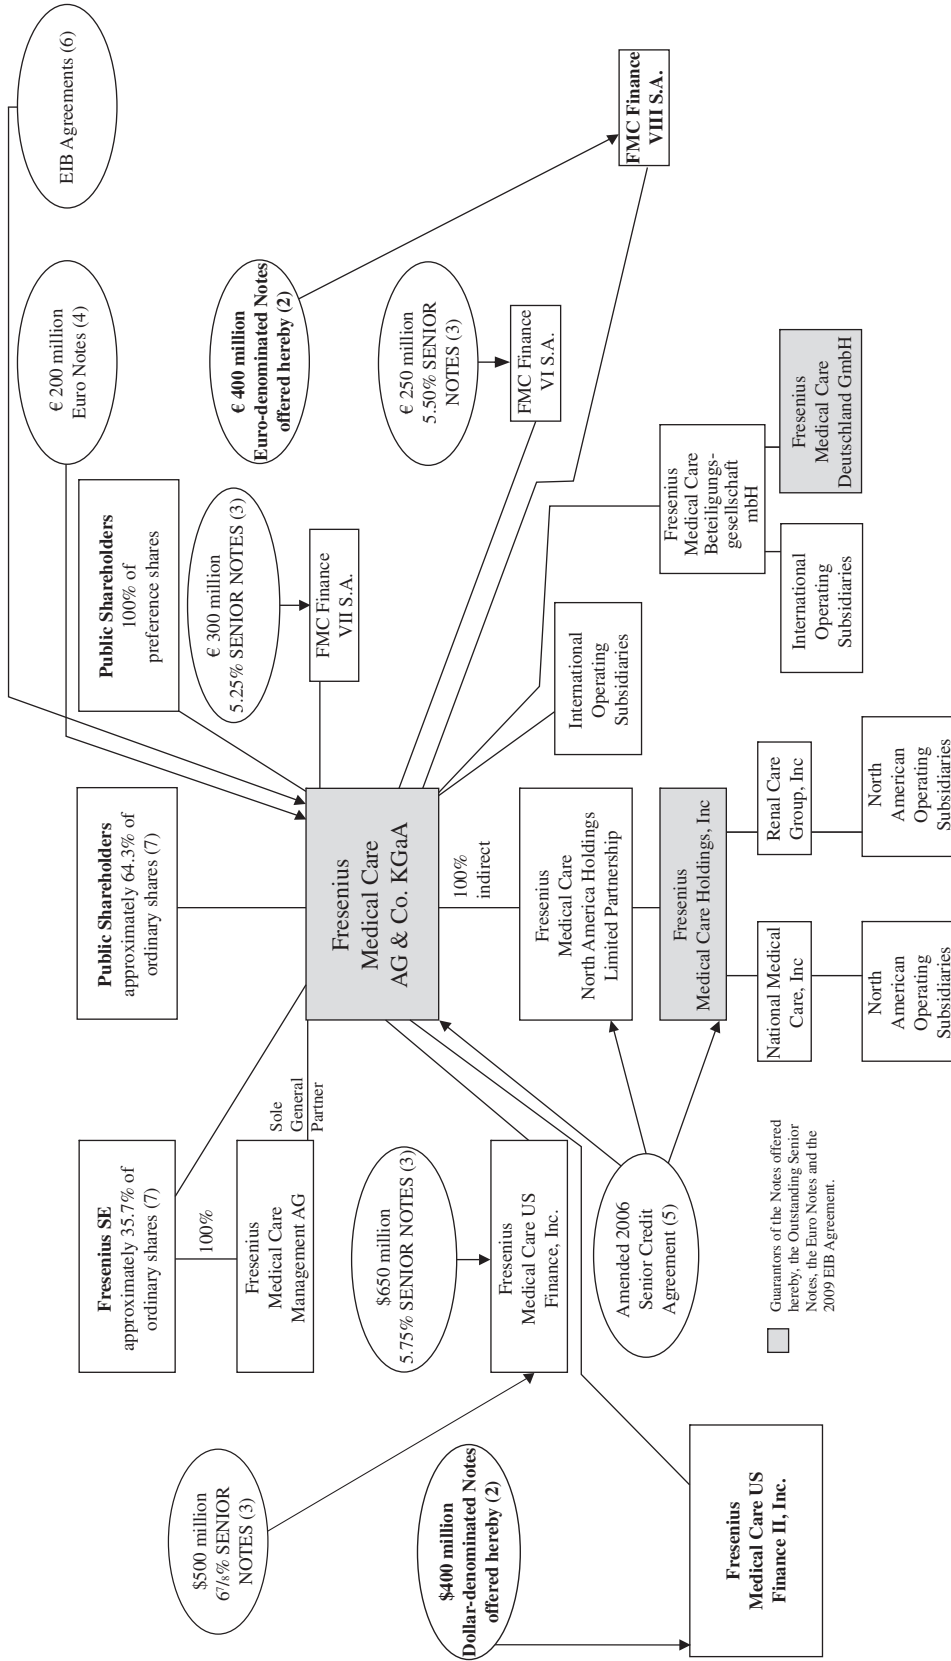 Fresenius SE
approximately 35.7% of
ordinary shares (7)
Public Shareholders
approximately 64.3% of
ordinary shares (7)
Public Shareholders
100% of
preference shares
€ 200 million
Euro Notes (4)
EIB Agreements (6)
100%
Fresenius
Medical Care
Management AG
Sole
General
Partner
$500 million
6⁷/₈% SENIOR
NOTES (3)
€ 300 million
5.25% SENIOR NOTES (3)
€ 400 million
Euro-denominated Notes
offered hereby (2)
FMC Finance
VII S.A.
Fresenius
Medical Care
AG & Co. KGaA
$650 million
5.75% SENIOR NOTES (3)
€ 250 million
5.50% SENIOR
NOTES (3)
$400 million
Dollar-denominated Notes
offered hereby (2)
100%
indirect
Fresenius
Medical Care US
Finance, Inc.
FMC Finance
VI S.A.
Fresenius
Medical Care
North America Holdings
Limited Partnership
International
Operating
Subsidiaries
FMC Finance
VIII S.A.
Amended 2006
Senior Credit
Agreement (5)
Fresenius
Medical Care Holdings, Inc
Fresenius
Medical Care
Beteiligungs-
gesellschaft
mbH
Fresenius
Medical Care US
Finance II, Inc.
National Medical
Care, Inc
Renal Care
Group, Inc
International
Operating
Subsidiaries
Fresenius
Medical Care
Deutschland GmbH
Guarantors of the Notes offered
hereby, the Outstanding Senior
Notes, the Euro Notes and the
2009 EIB Agreement.
North
American
Operating
Subsidiaries
North
American
Operating
Subsidiaries